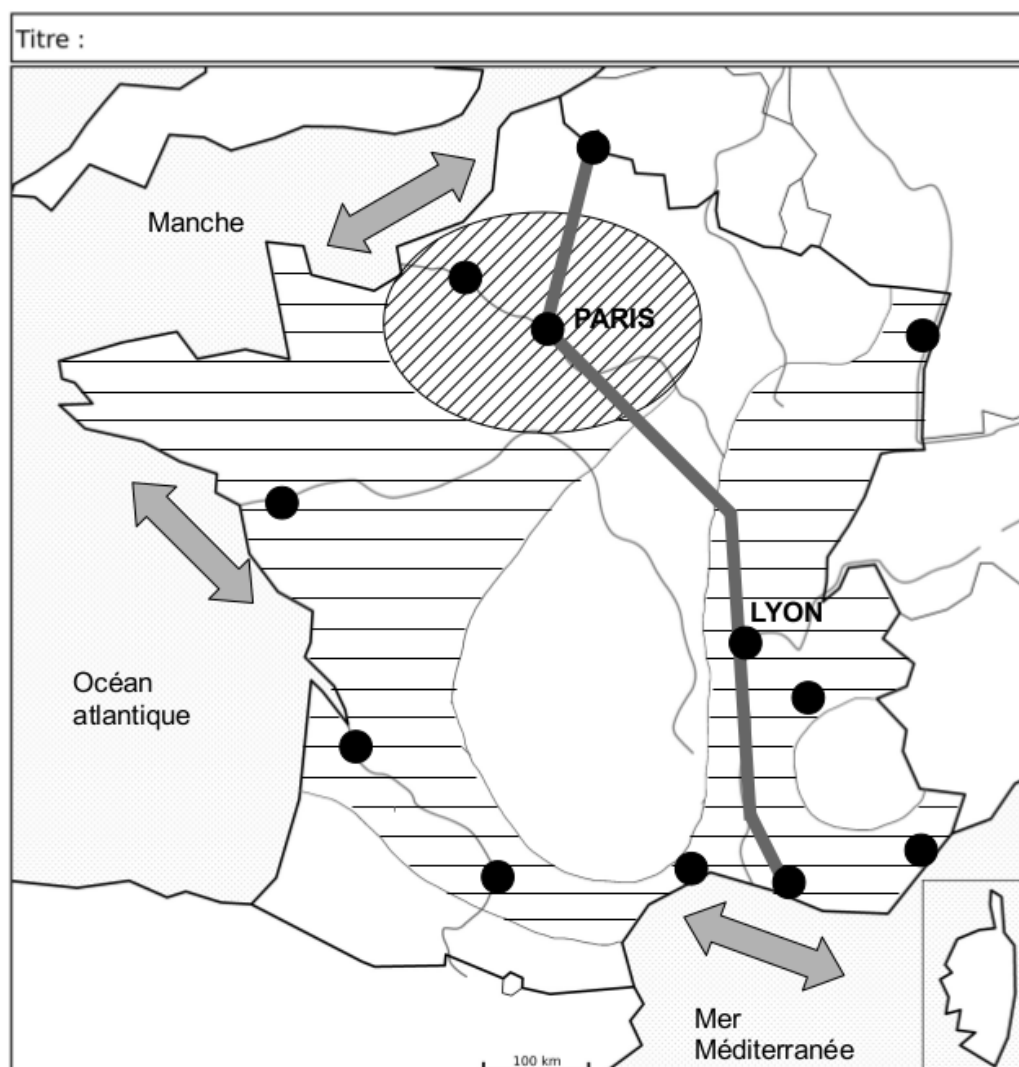 Titre :
Manche
PARIS
LYON
Océan
atlantique
Mer
Méditerranée
100 km